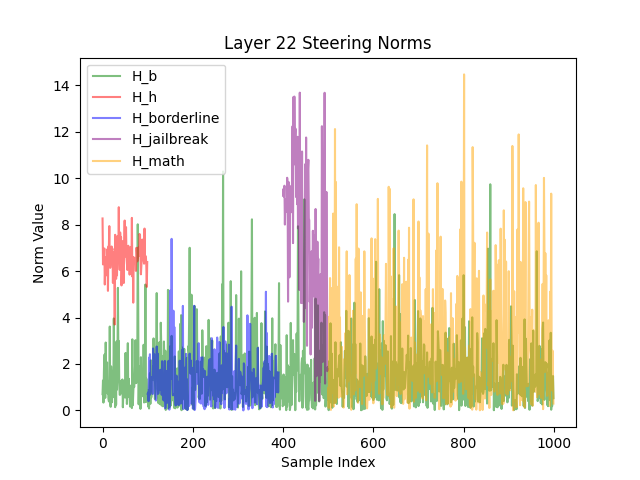 Layer 22 Steering Norms
Norm Value
14
12
10
8
6
4
2
0
H_b
H_h
H_borderline
H_jailbreak
H_math
0
200
400
600
800
1000
Sample Index